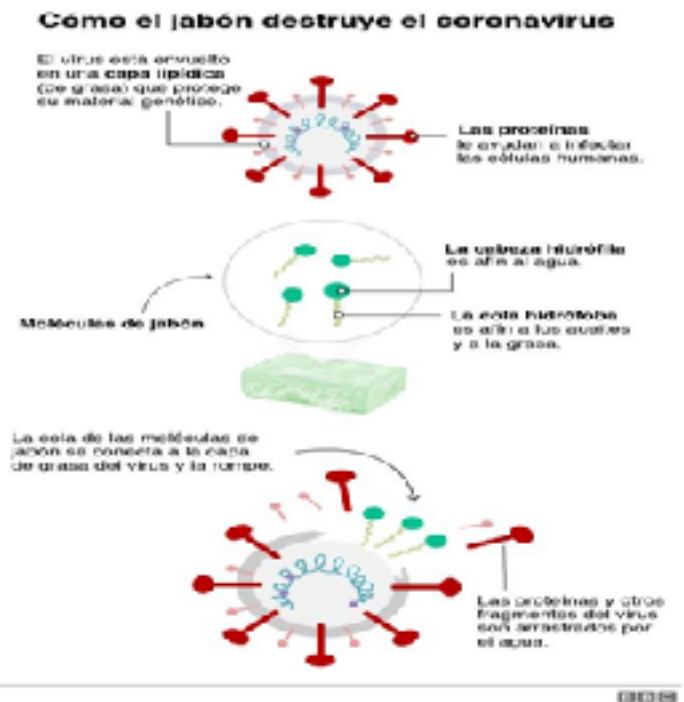 Cómo el jabón destruye el coronavirus
El virus está envuelto
en una capa lipídica
(de grasa) que protege
su material genético.
Las proteínas
le ayudan a infectar
las células humanas.
La cabeza hidrófila
es afín al agua.
Moléculas de jabón
La cola hidrófoba
es afín a los aceites
y a la grasa.
La cola de las moléculas de
jabón se conecta a la capa
de grasa del virus y la rompe.
Las proteínas y otros
fragmentos del virus
son arrastrados por
el agua.
BBC